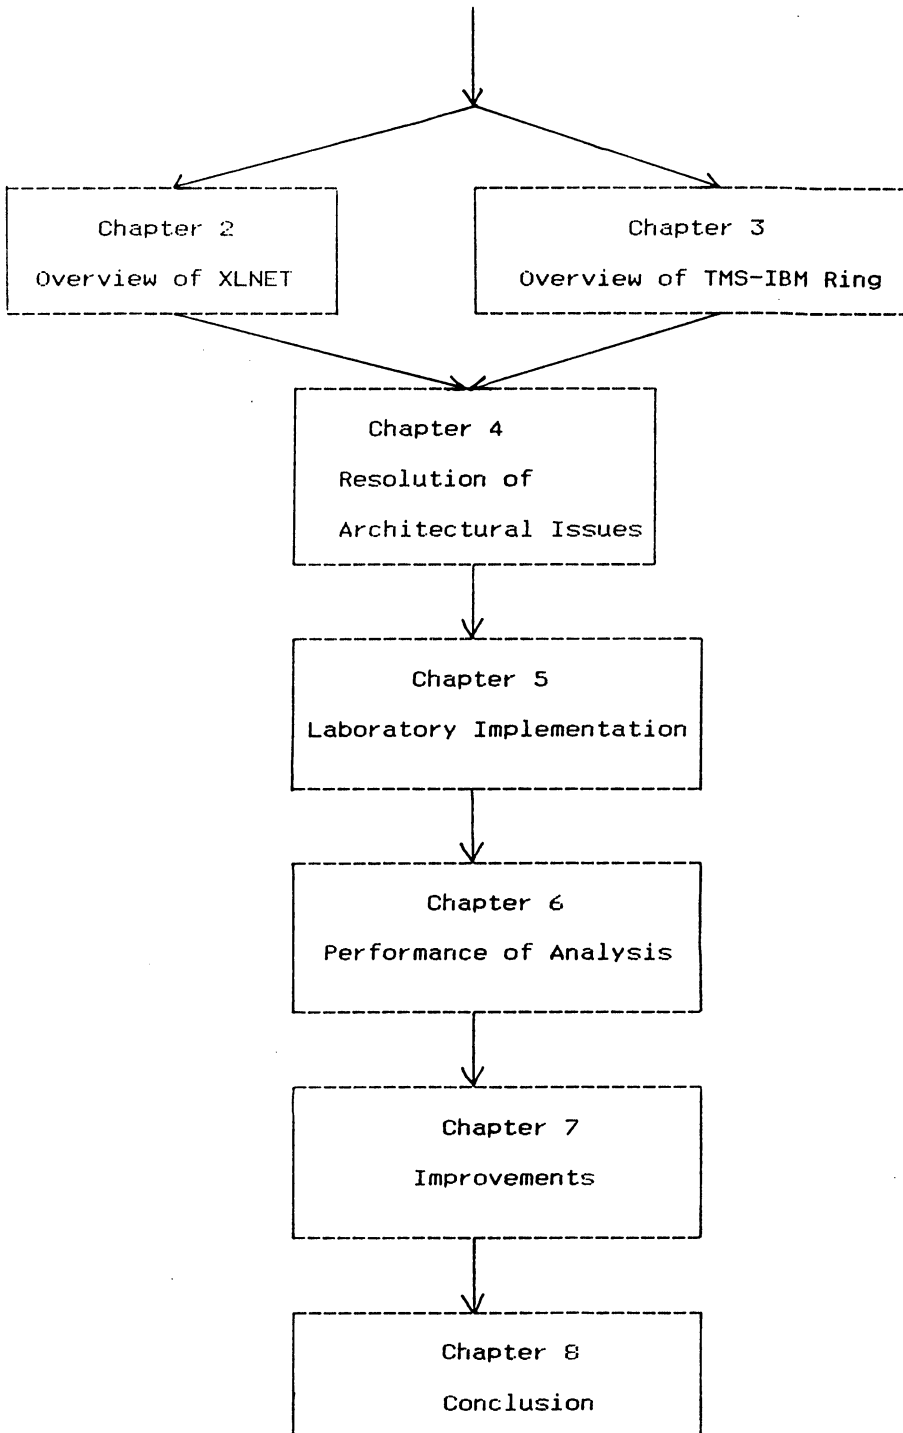 Chapter 2
Overview of XLNET
Chapter 3
Overview of TMS-IBM Ring
Chapter 4
Resolution of
Architectural Issues
Chapter 5
Laboratory Implementation
Chapter 6
Performance of Analysis
Chapter 7
Improvements
Chapter 8
Conclusion